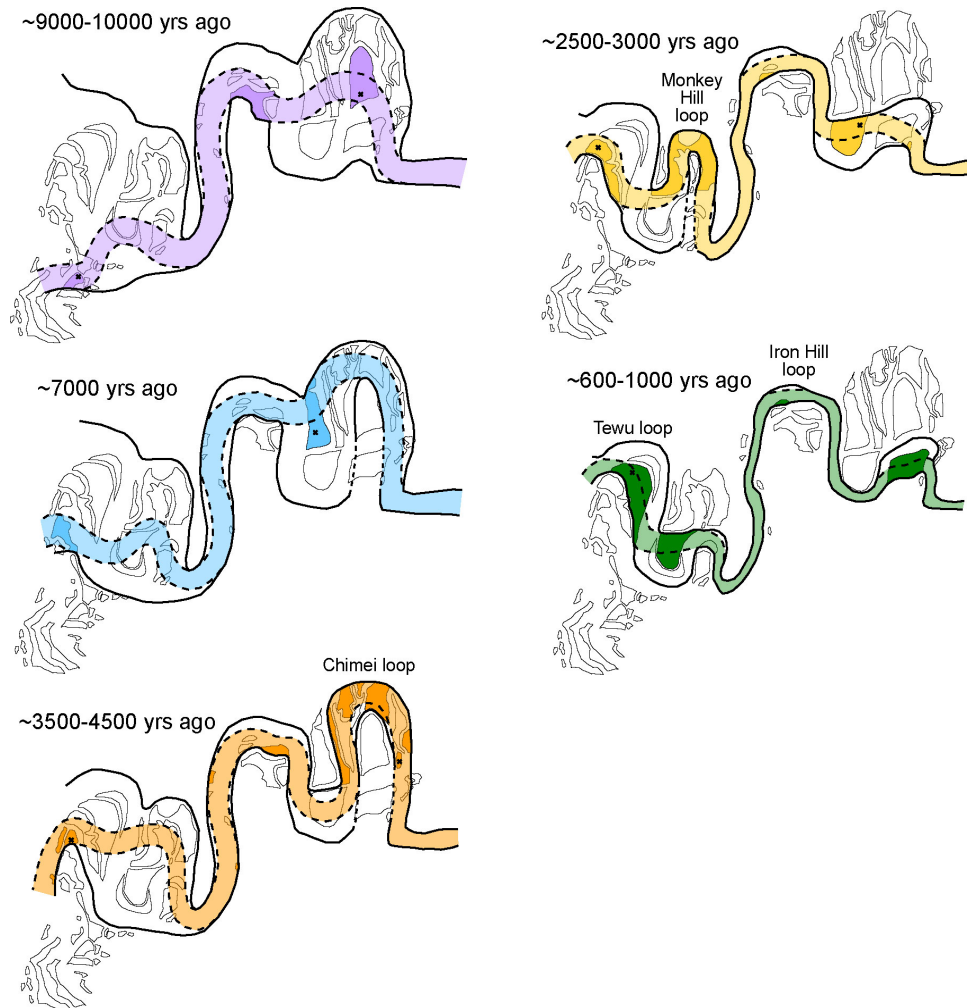 ~9000-10000 yrs ago
~7000 yrs ago
~3500-4500 yrs ago
Chimei loop
~2500-3000 yrs ago
Monkey
Hill
loop
~600-1000 yrs ago
Iron Hill
loop
Tewu loop